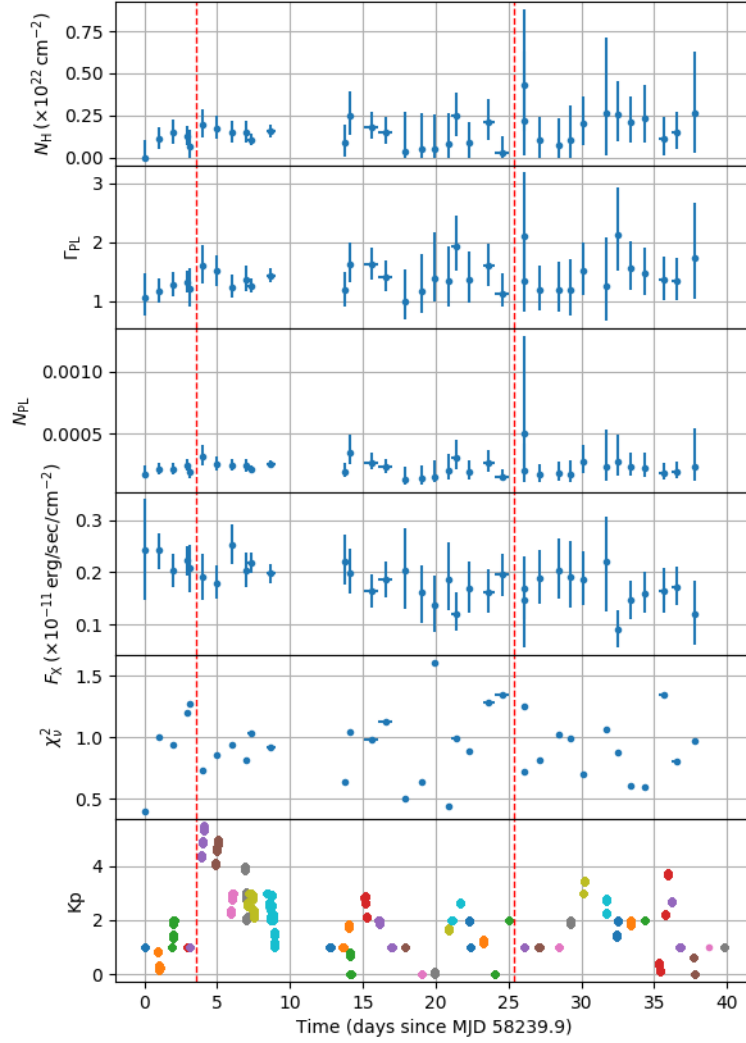 N_H (×10^22 cm^−2)
0.75
0.50
0.25
0.00
Γ_PL
3
2
1
N_PL
0.0010
0.0005
F_X (×10^−11 erg/sec/cm^−2)
0.3
0.2
0.1
χ_ν^2
1.5
1.0
0.5
Kp
4
2
0
0 5 10 15 20 25 30 35 40
Time (days since MJD 58239.9)